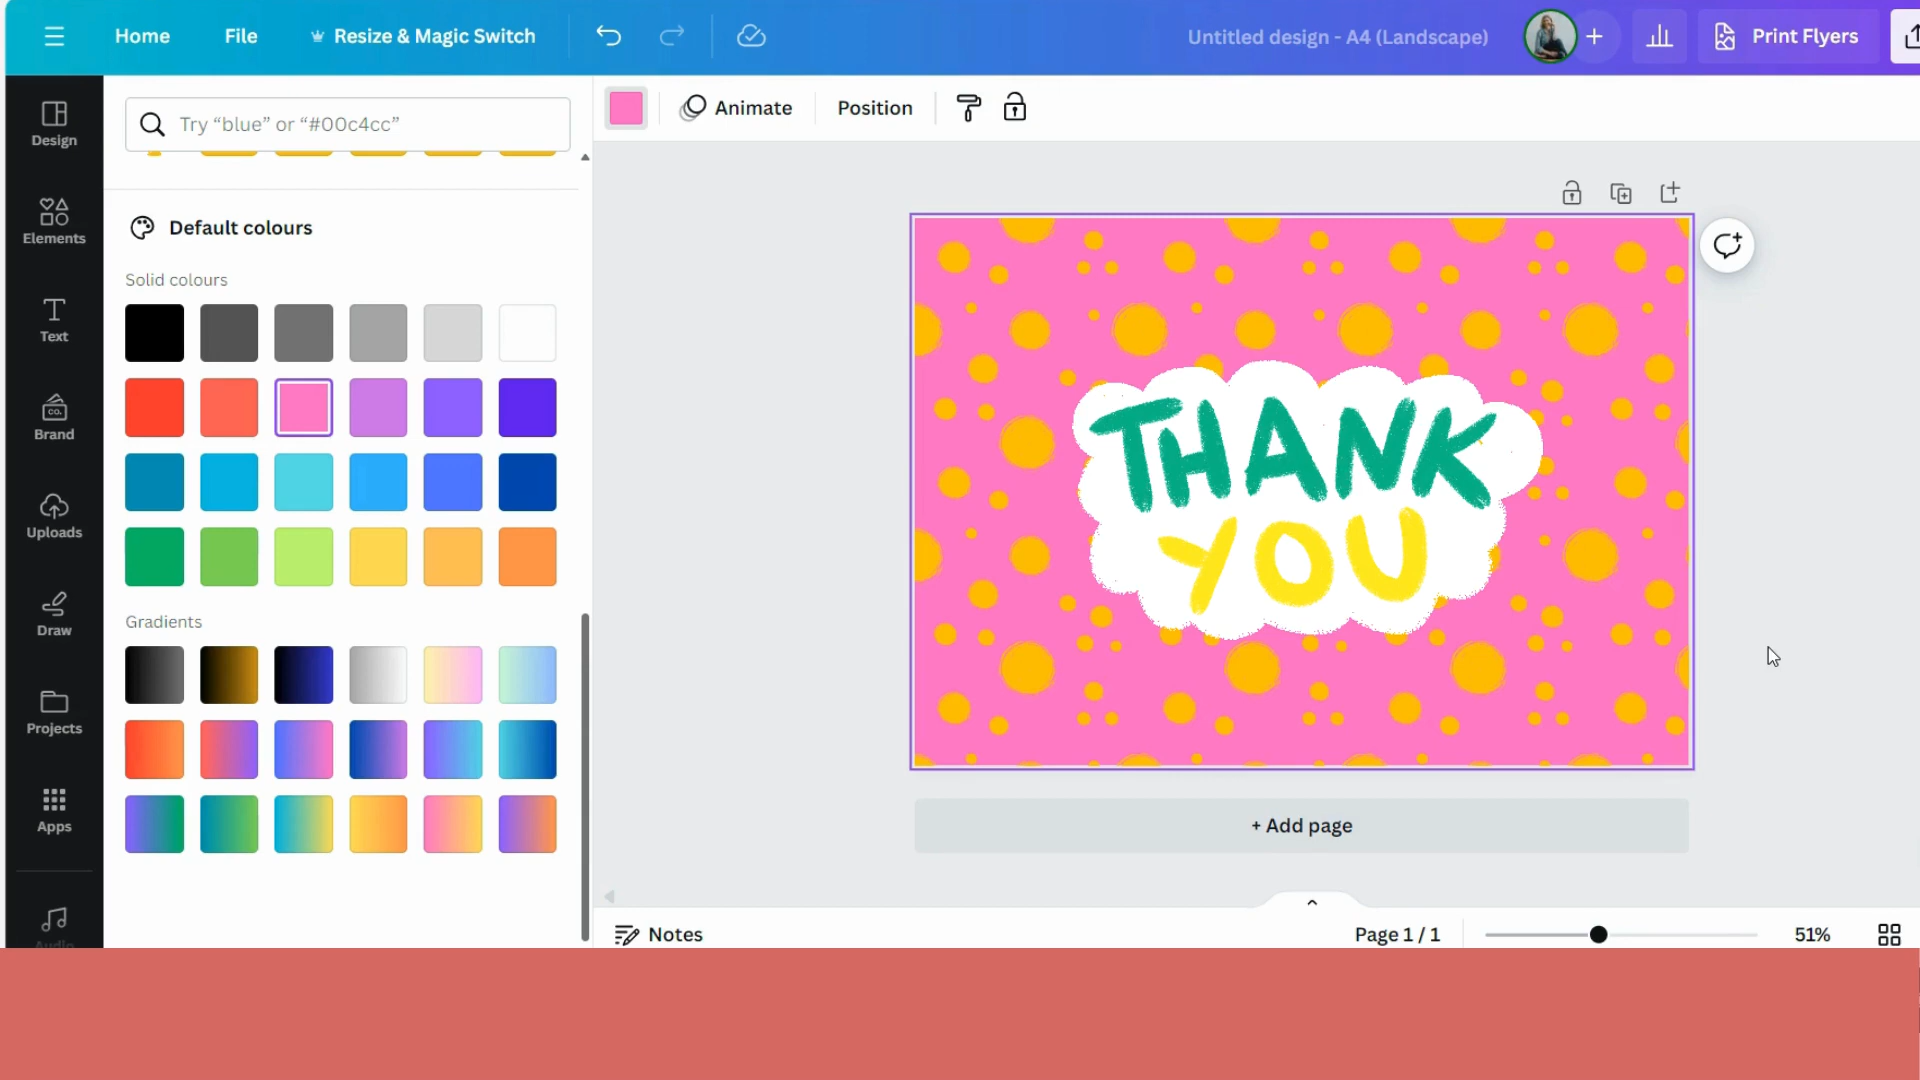 Home
File
Resize & Magic Switch
Untitled design - A4 (Landscape)
Print Flyers
Design
Elements
Text
CO.
Brand
Uploads
Draw
Projects
Apps
Audio
Try “blue” or “#00c4cc”
Default colours
Solid colours
Gradients
Animate
Position
THANK
YOU
+ Add page
Notes
Page 1 / 1
51%